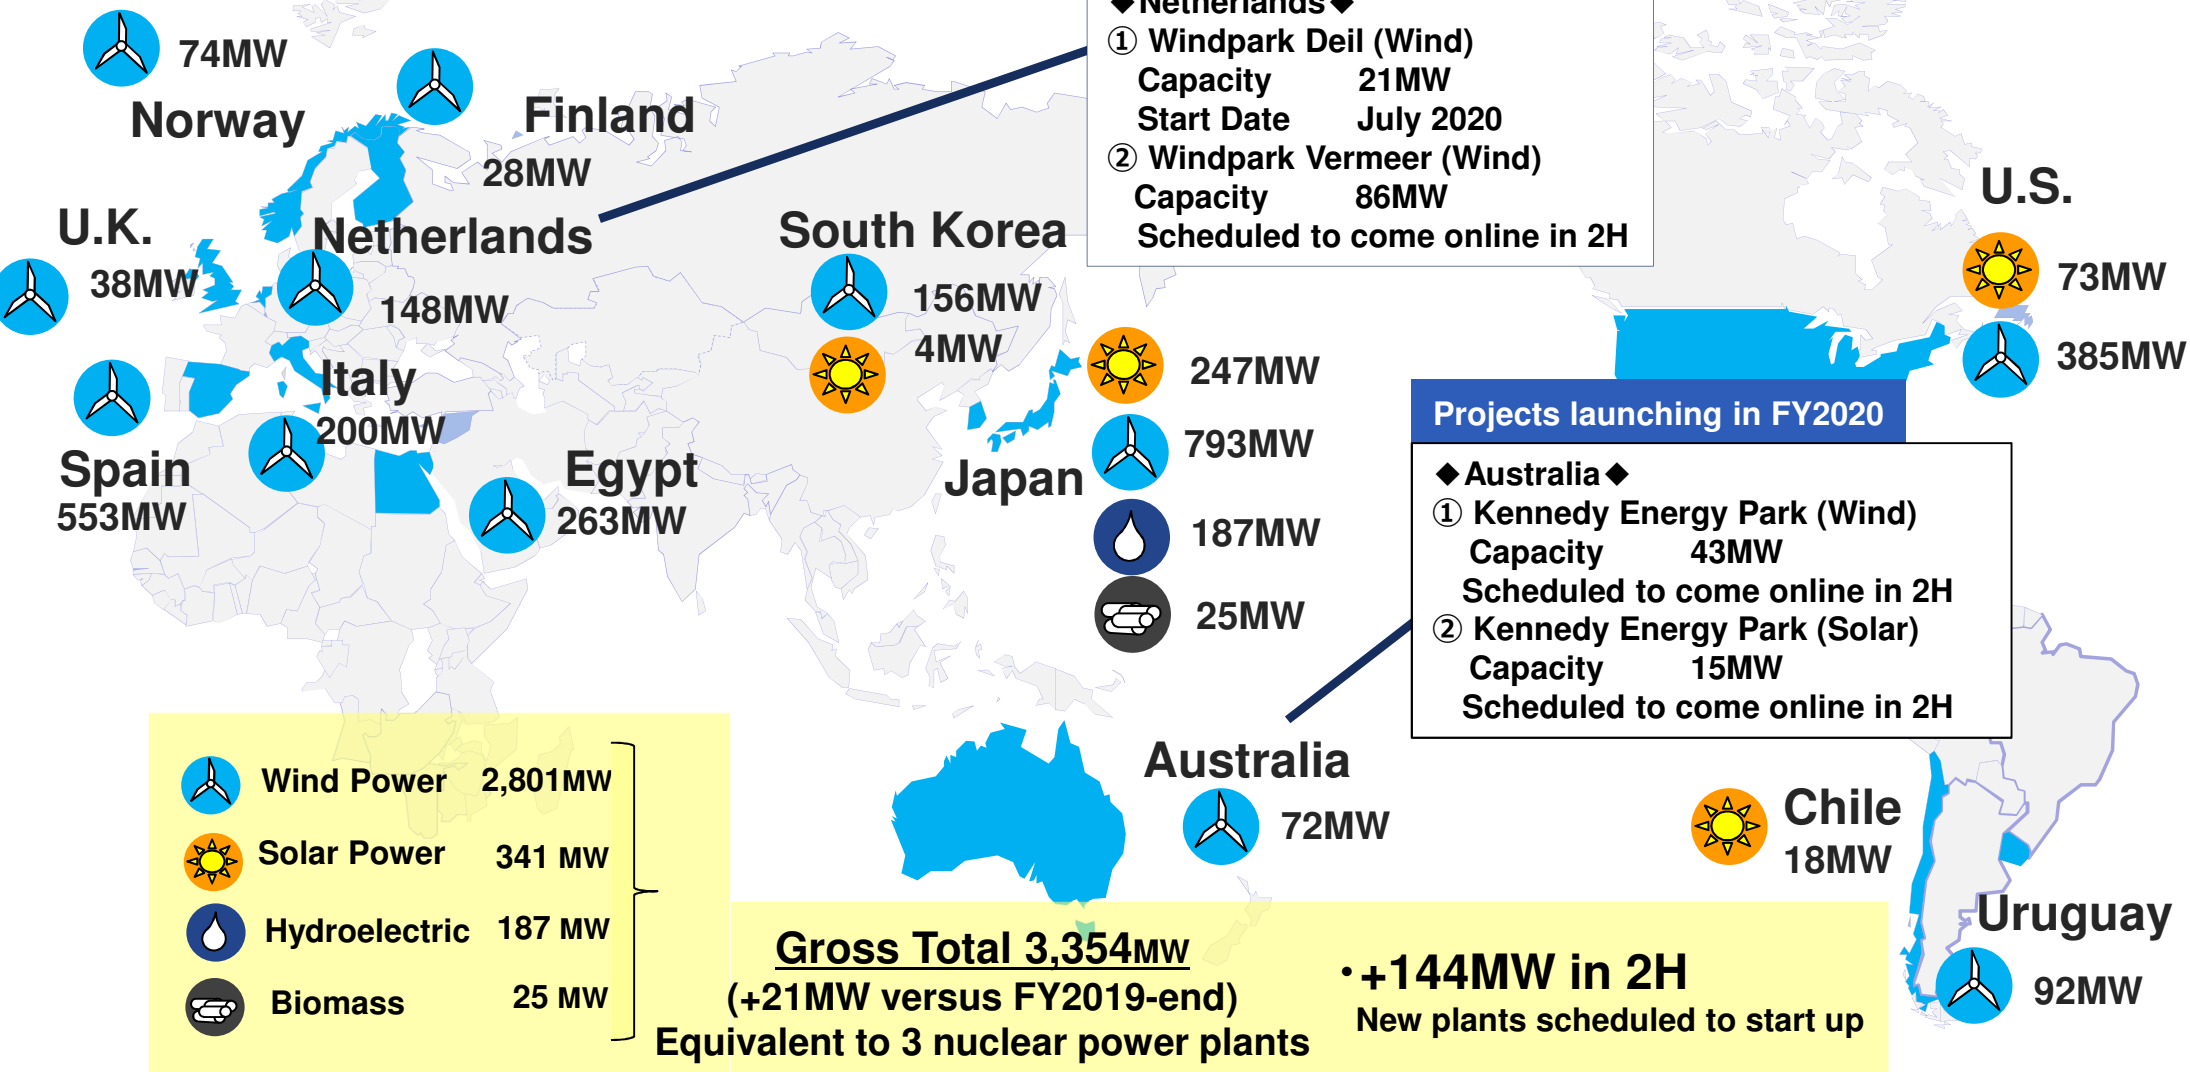 ◆Netherlands◆
① Windpark Deil (Wind)
Capacity 21MW
Start Date July 2020
② Windpark Vermeer (Wind)
Capacity 86MW
Scheduled to come online in 2H
74MW
Norway
Finland
28MW
U.K.
38MW
Netherlands
148MW
South Korea
156MW
4MW
U.S.
73MW
385MW
Italy
200MW
Spain
553MW
Egypt
263MW
Japan
247MW
793MW
187MW
25MW
Projects launching in FY2020
◆Australia◆
① Kennedy Energy Park (Wind)
Capacity 43MW
Scheduled to come online in 2H
② Kennedy Energy Park (Solar)
Capacity 15MW
Scheduled to come online in 2H
Australia
72MW
Chile
18MW
Uruguay
92MW
Wind Power 2,801MW
Solar Power 341 MW
Hydroelectric 187 MW
Biomass 25 MW
Gross Total 3,354MW
(+21MW versus FY2019-end)
Equivalent to 3 nuclear power plants
・+144MW in 2H
New plants scheduled to start up